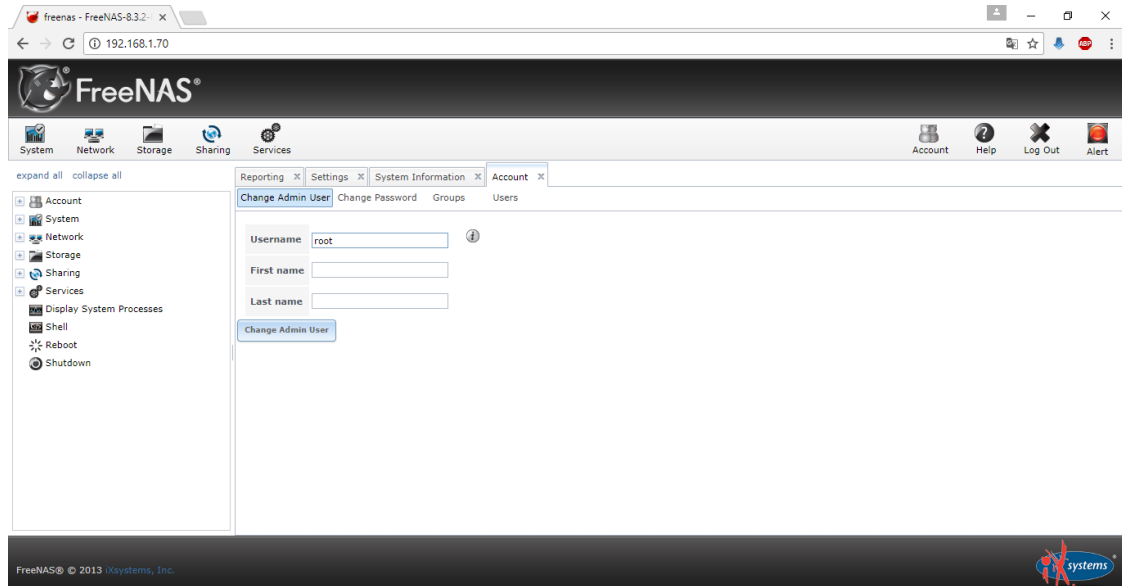 freenas - FreeNAS-8.3.2-
192.168.1.70
ABP
FreeNAS®
System Network Storage Sharing Services Account Help Log Out Alert
expand all collapse all
Reporting Settings System Information Account
Change Admin User Change Password Groups Users
Account
System
Network
Storage
Sharing
Services
Display System Processes
Shell
Reboot
Shutdown
Username root
First name
Last name
Change Admin User
FreeNAS® © 2013 iXsystems, Inc.
iXsystems